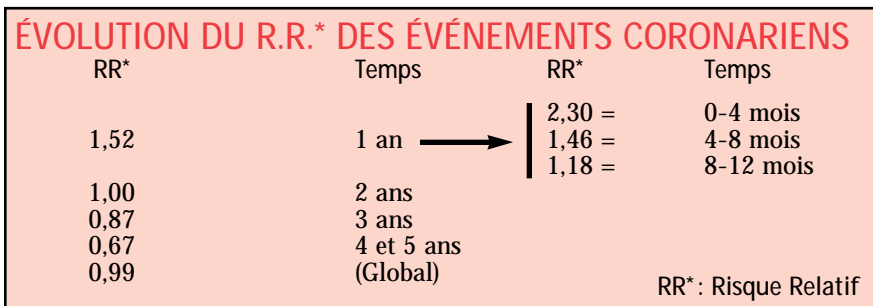 ÉVOLUTION DU R.R.* DES ÉVÉNEMENTS CORONARIENS
RR* Temps RR* Temps
2,30 = 0-4 mois
1,52 1 an 1,46 = 4-8 mois
1,18 = 8-12 mois
1,00 2 ans
0,87 3 ans
0,67 4 et 5 ans
0,99 (Global)
RR*: Risque Relatif